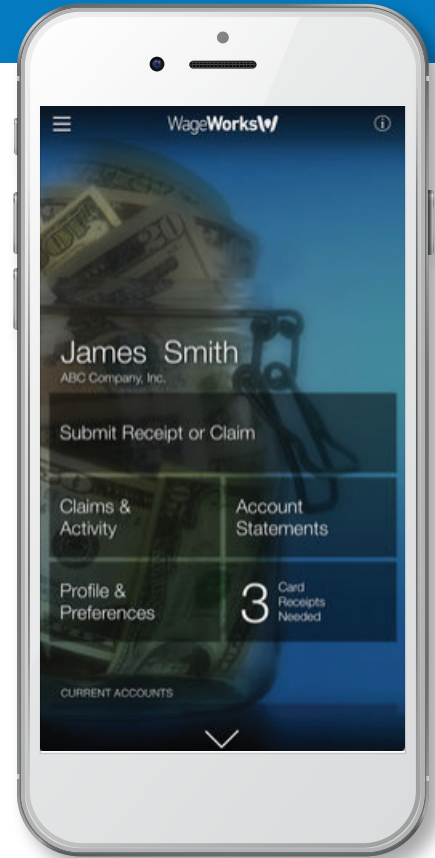 WageWorks
James Smith
ABC Company, Inc.
Submit Receipt or Claim
Claims &
Activity
Account
Statements
Profile &
Preferences
3
Card
Receipts
Needed
CURRENT ACCOUNTS